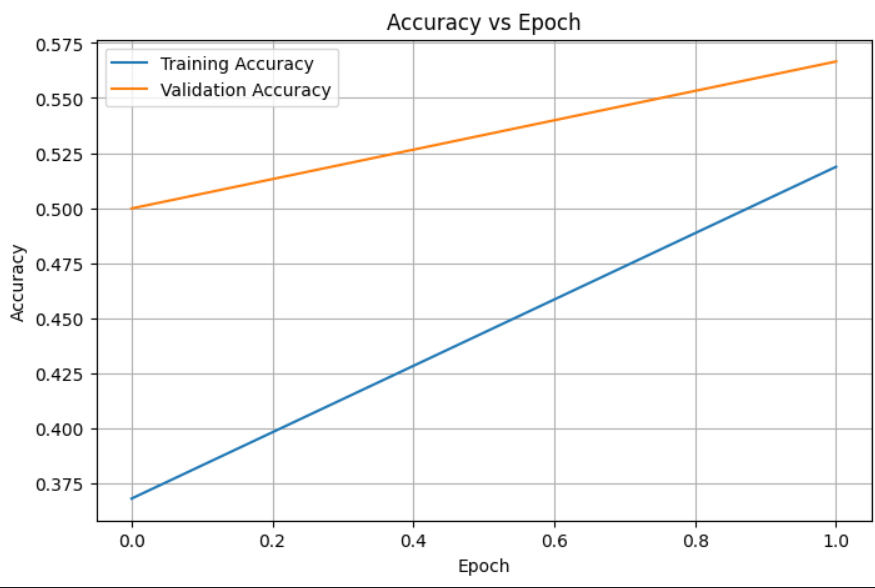 Accuracy vs Epoch
0.575
0.550
0.525
0.500
0.475
0.450
0.425
0.400
0.375
Accuracy
Training Accuracy
Validation Accuracy
0.0 0.2 0.4 0.6 0.8 1.0
Epoch